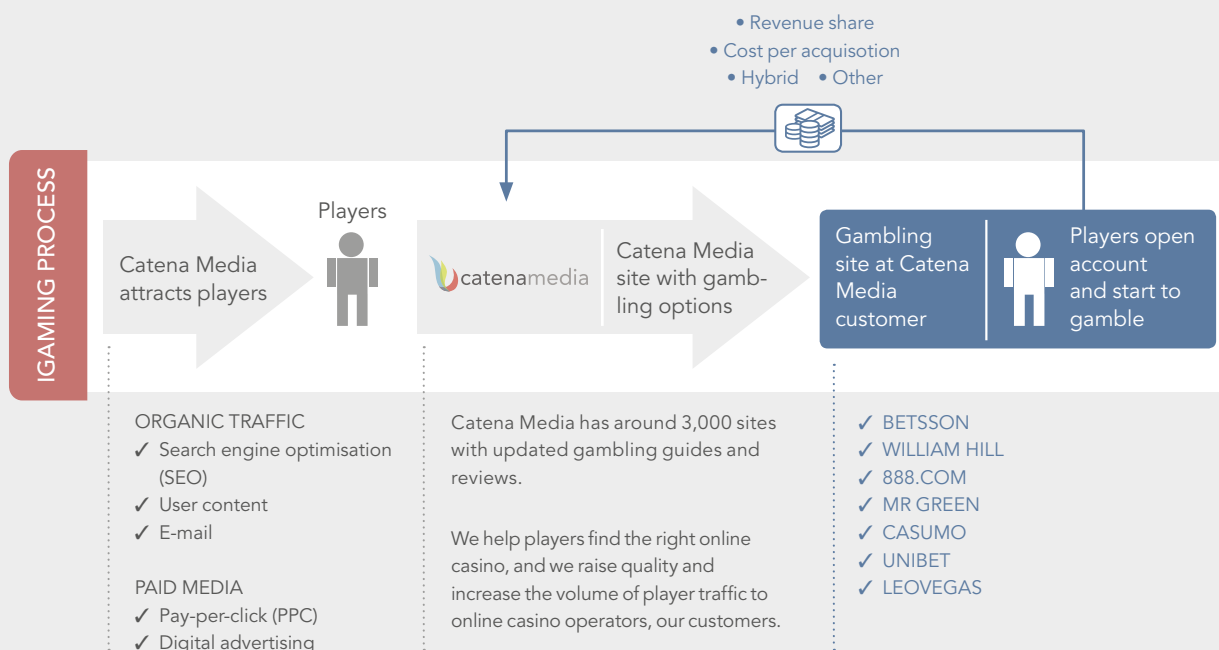 • Revenue share
• Cost per acquisotion
• Hybrid • Other
IGAMING PROCESS
Catena Media
attracts players
Players
catenamedia
Catena Media
site with gamb-
ling options
Gambling
site at Catena
Media
customer
Players open
account
and start to
gamble
ORGANIC TRAFFIC
✓ Search engine optimisation
(SEO)
✓ User content
✓ E-mail
PAID MEDIA
✓ Pay-per-click (PPC)
✓ Digital advertising
Catena Media has around 3,000 sites
with updated gambling guides and
reviews.
We help players find the right online
casino, and we raise quality and
increase the volume of player traffic to
online casino operators, our customers.
✓ BETSSON
✓ WILLIAM HILL
✓ 888.COM
✓ MR GREEN
✓ CASUMO
✓ UNIBET
✓ LEOVEGAS